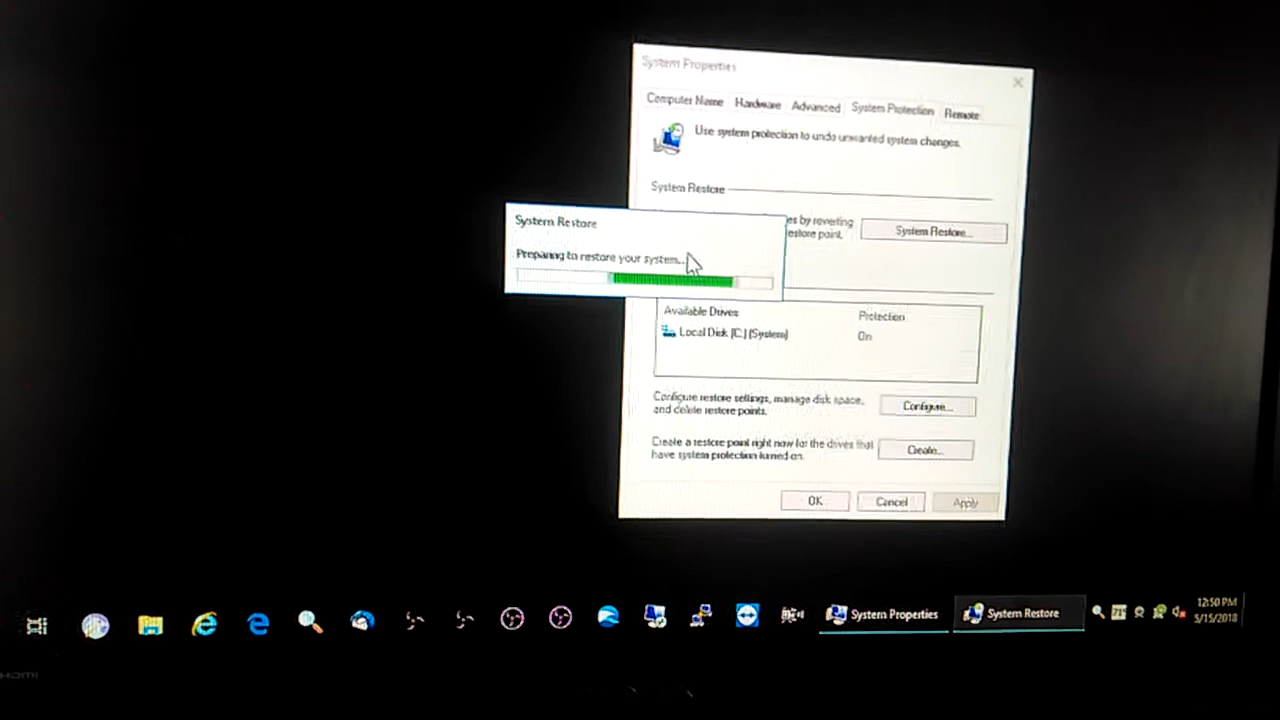 System Properties
Computer Name Hardware Advanced System Protection Remote
Use system protection to undo unwanted system changes.
System Restore
es by reverting
estore point.
System Restore...
System Restore
Preparing to restore your system...
Available Drives Protection
Local Disk (C:) (System) On
Configure restore settings, manage disk space,
and delete restore points.
Configure...
Create a restore point right now for the drives that
have system protection turned on.
Create...
OK Cancel Apply
System Properties
System Restore
12:50 PM
5/15/2018
HDMI